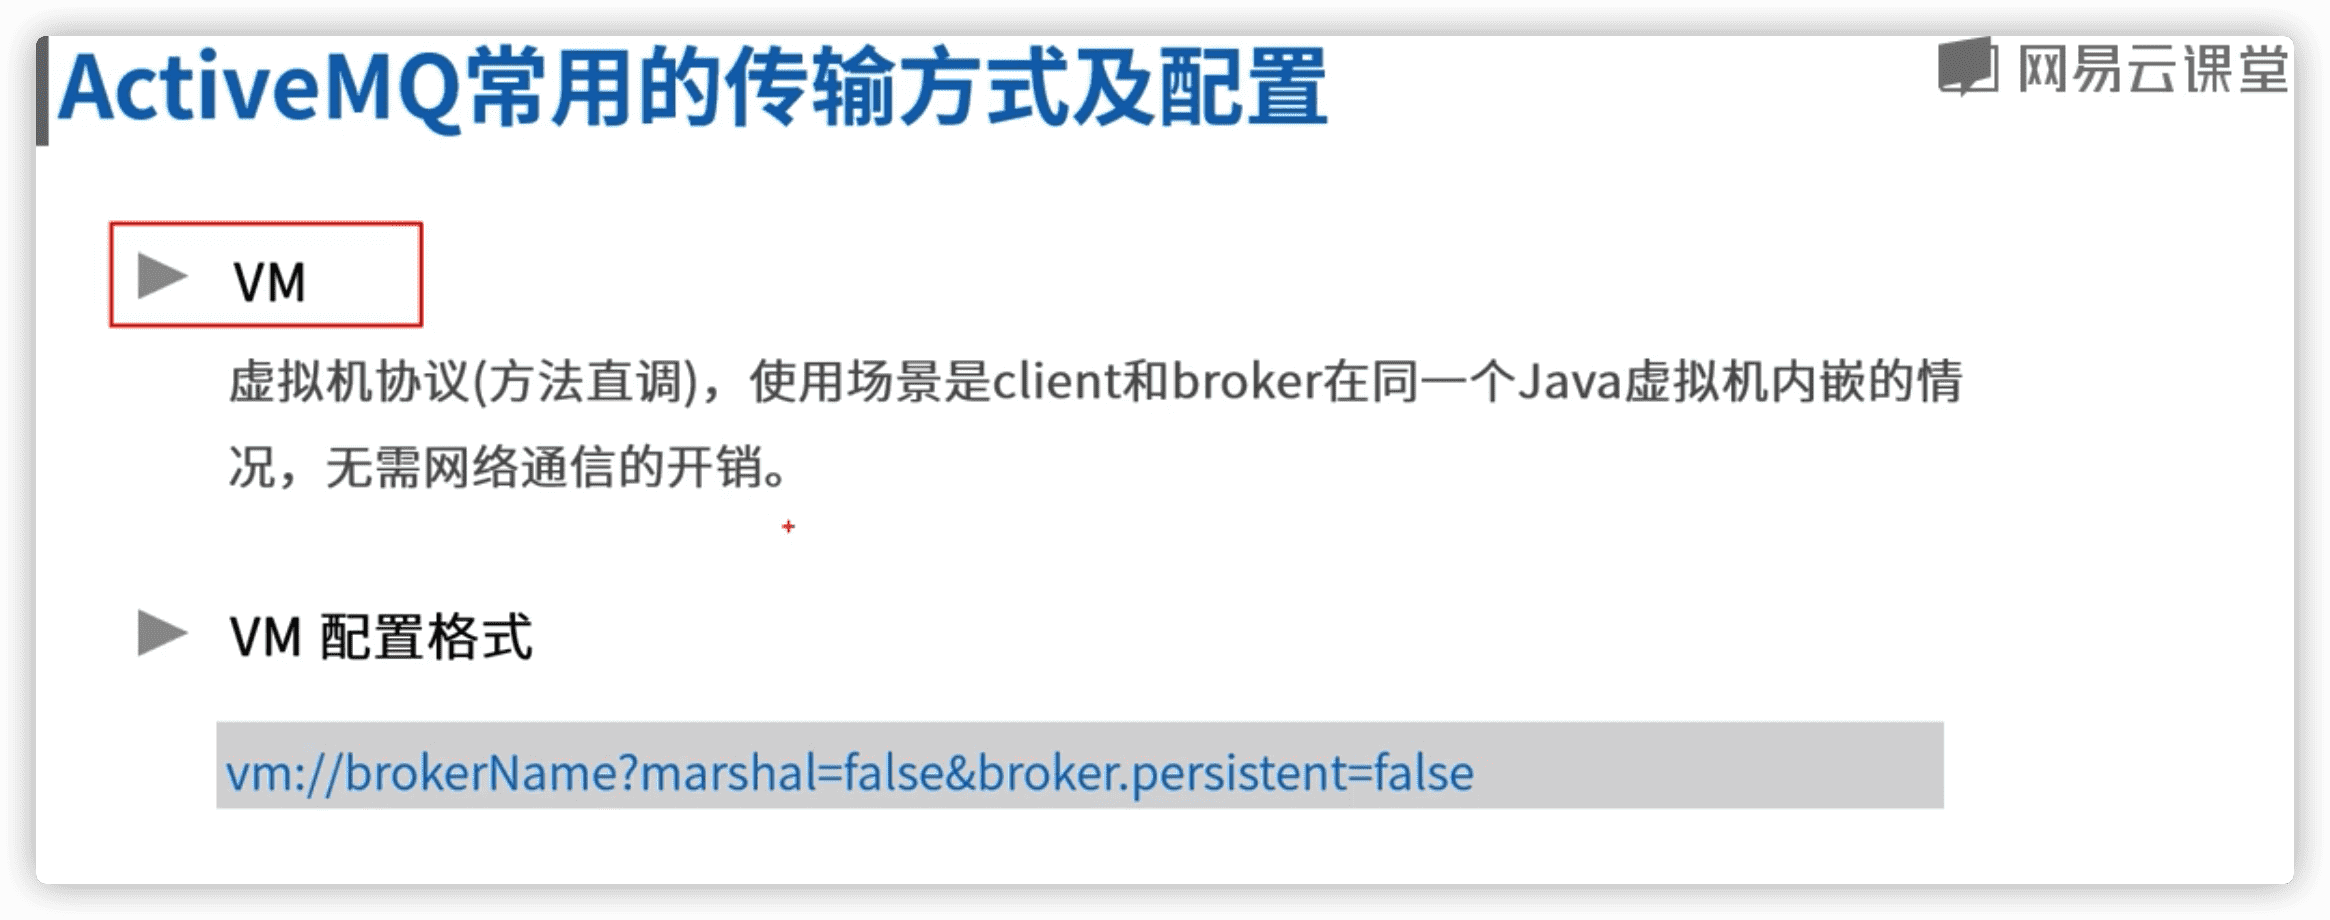 ActiveMQ常用的传输方式及配置
网易云课堂
VM
虚拟机协议(方法直调)，使用场景是client和broker在同一个Java虚拟机内嵌的情
况，无需网络通信的开销。
VM 配置格式
vm://brokerName?marshal=false&broker.persistent=false